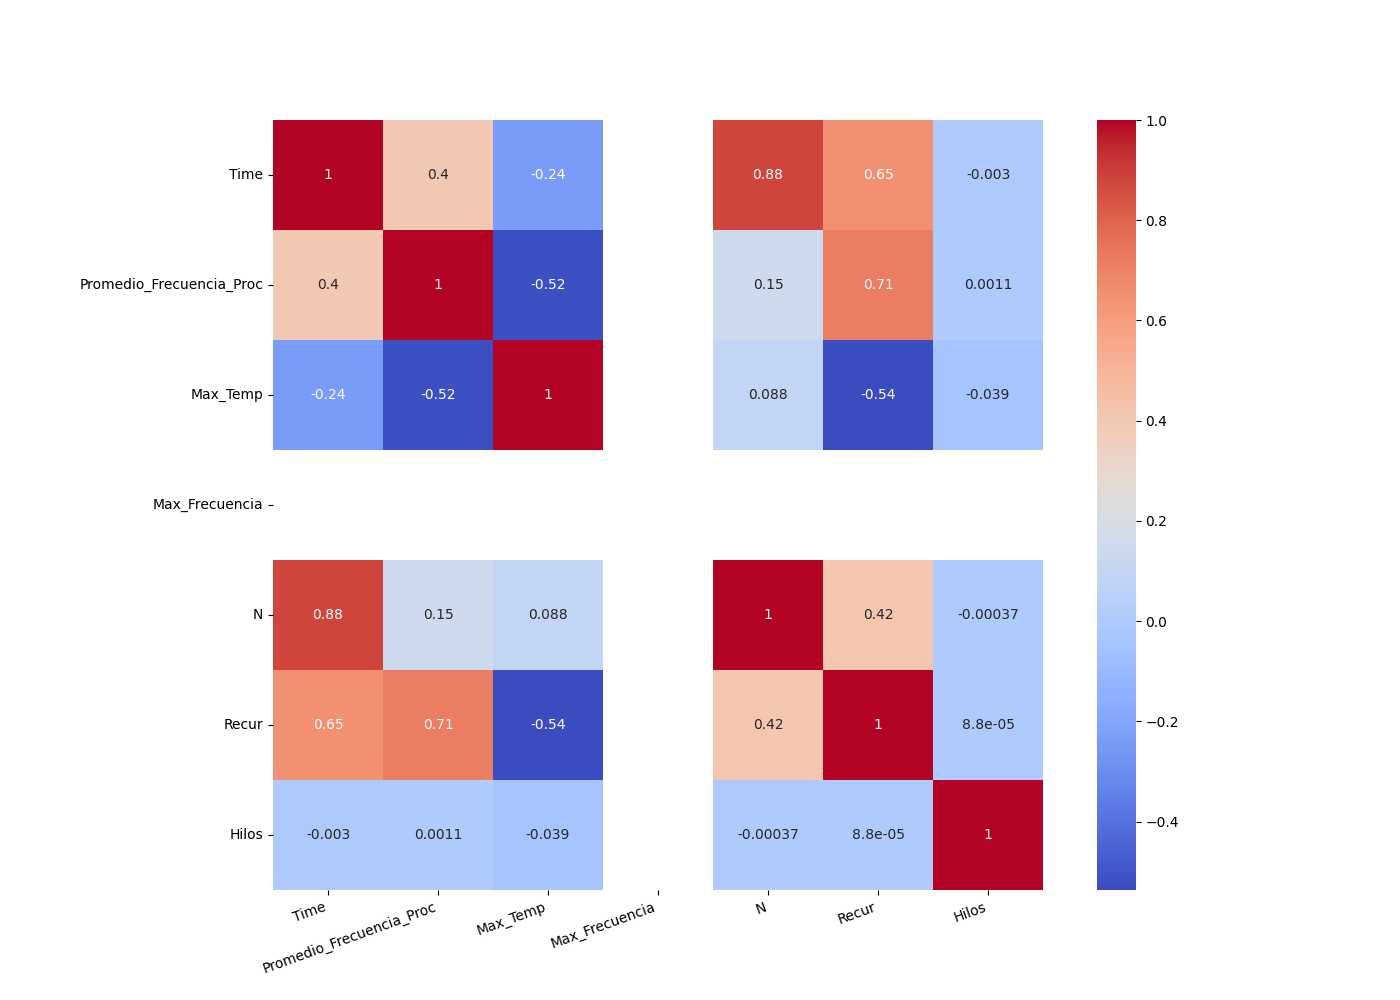 Time 1 0.4 -0.24 0.88 0.65 -0.003
Promedio_Frecuencia_Proc 0.4 1 -0.52 0.15 0.71 0.0011
Max_Temp -0.24 -0.52 1 0.088 -0.54 -0.039
Max_Frecuencia
N 0.88 0.15 0.088 1 0.42 -0.00037
Recur 0.65 0.71 -0.54 0.42 1 8.8e-05
Hilos -0.003 0.0011 -0.039 -0.00037 8.8e-05 1
Time Promedio_Frecuencia_Proc Max_Temp Max_Frecuencia N Recur Hilos
1.0
0.8
0.6
0.4
0.2
0.0
−0.2
−0.4